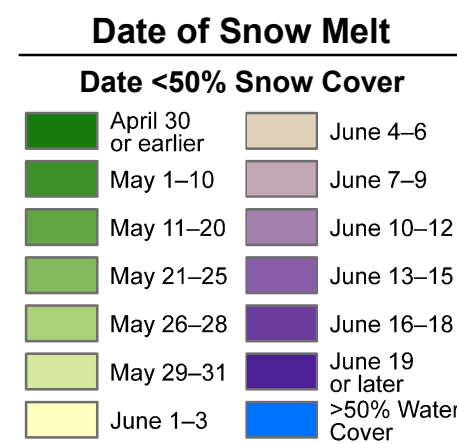 Date of Snow Melt
Date <50% Snow Cover
April 30
or earlier
May 1–10
May 11–20
May 21–25
May 26–28
May 29–31
June 1–3
June 4–6
June 7–9
June 10–12
June 13–15
June 16–18
June 19
or later
>50% Water
Cover